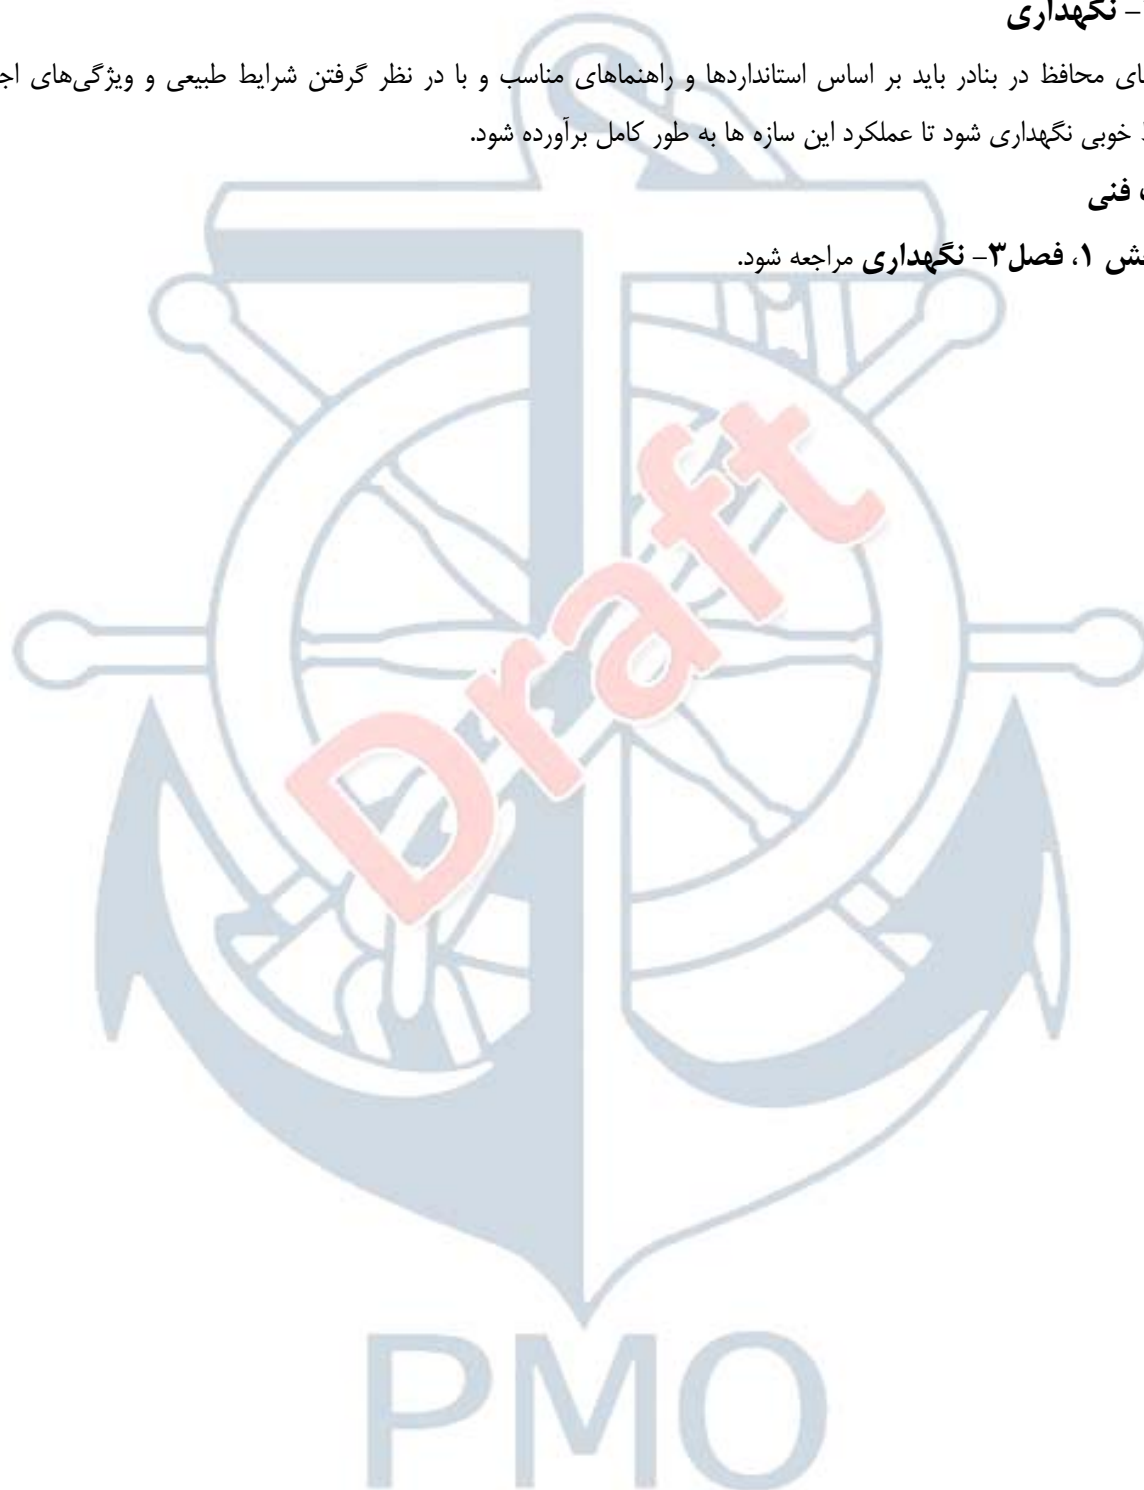 - نگهداری
های محافظ در بنادر باید بر اساس استانداردها و راهنماهای مناسب و با در نظر گرفتن شرایط طبیعی و ویژگی‌های
خوبی نگهداری شود تا عملکرد این سازه ها به طور کامل برآورده شود.
فنی
۱، فصل۳- نگهداری مراجعه شود.
Draft
PMO